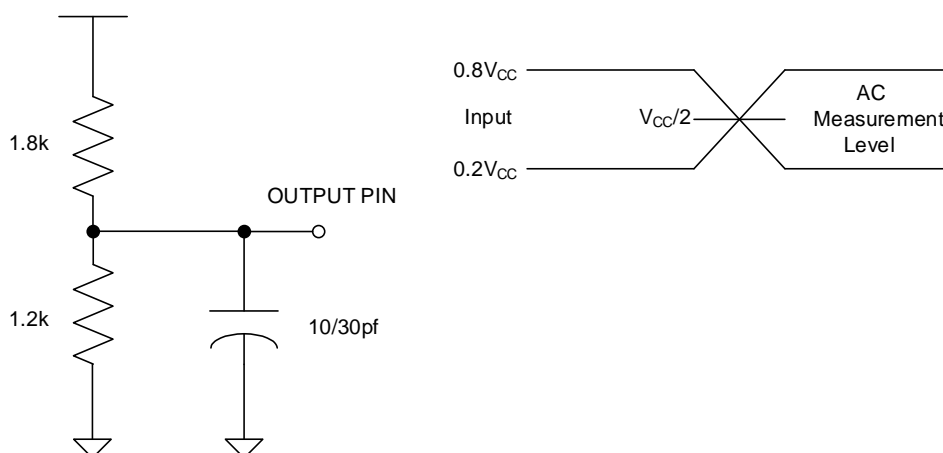 0.8VCC
1.8k
Input
VCC/2
AC
Measurement
Level
0.2VCC
OUTPUT PIN
1.2k
10/30pf